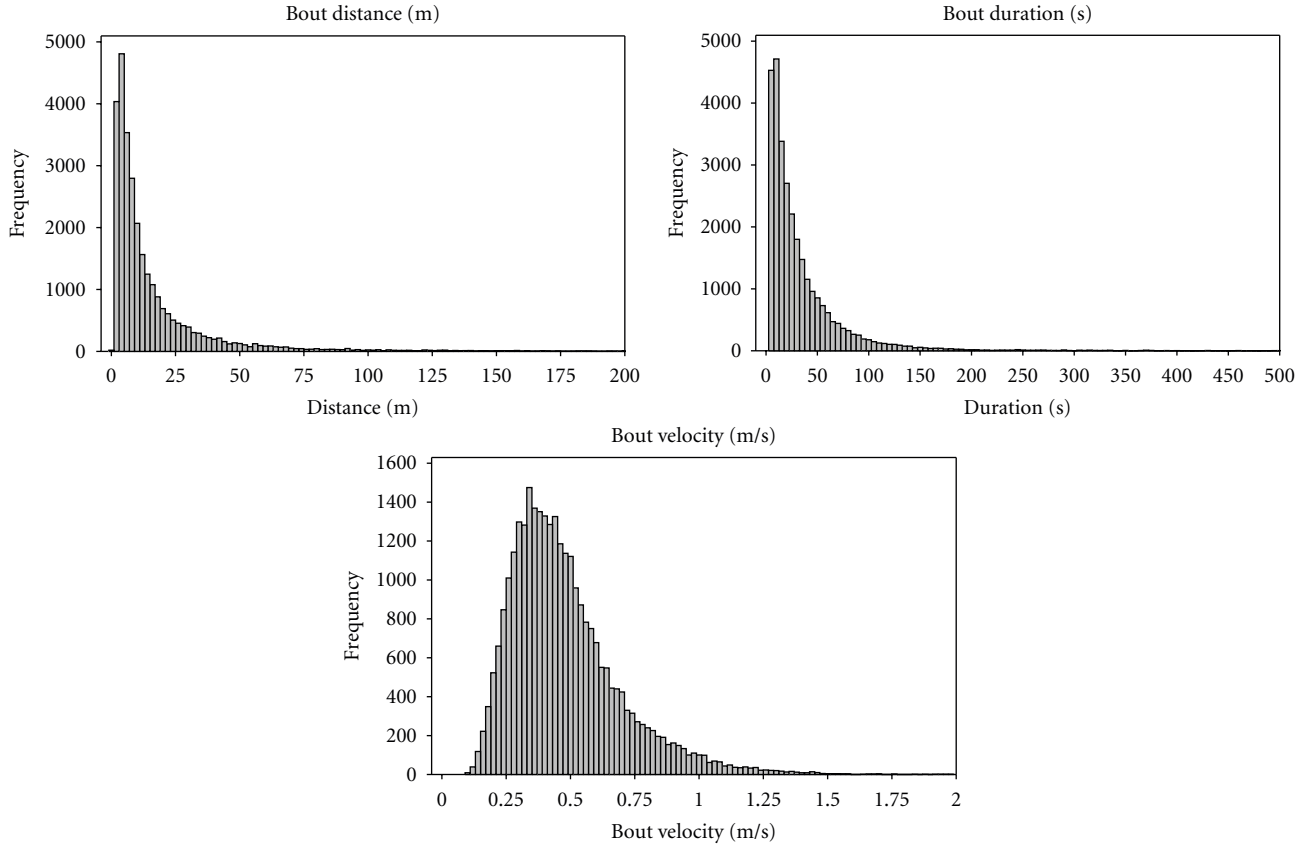 Bout distance (m)
5000
4000
3000
2000
1000
0
Frequency
0 25 50 75 100 125 150 175 200
Distance (m)
Bout duration (s)
5000
4000
3000
2000
1000
0
Frequency
0 50 100 150 200 250 300 350 400 450 500
Duration (s)
Bout velocity (m/s)
1600
1400
1200
1000
800
600
400
200
0
Frequency
0 0.25 0.5 0.75 1 1.25 1.5 1.75 2
Bout velocity (m/s)